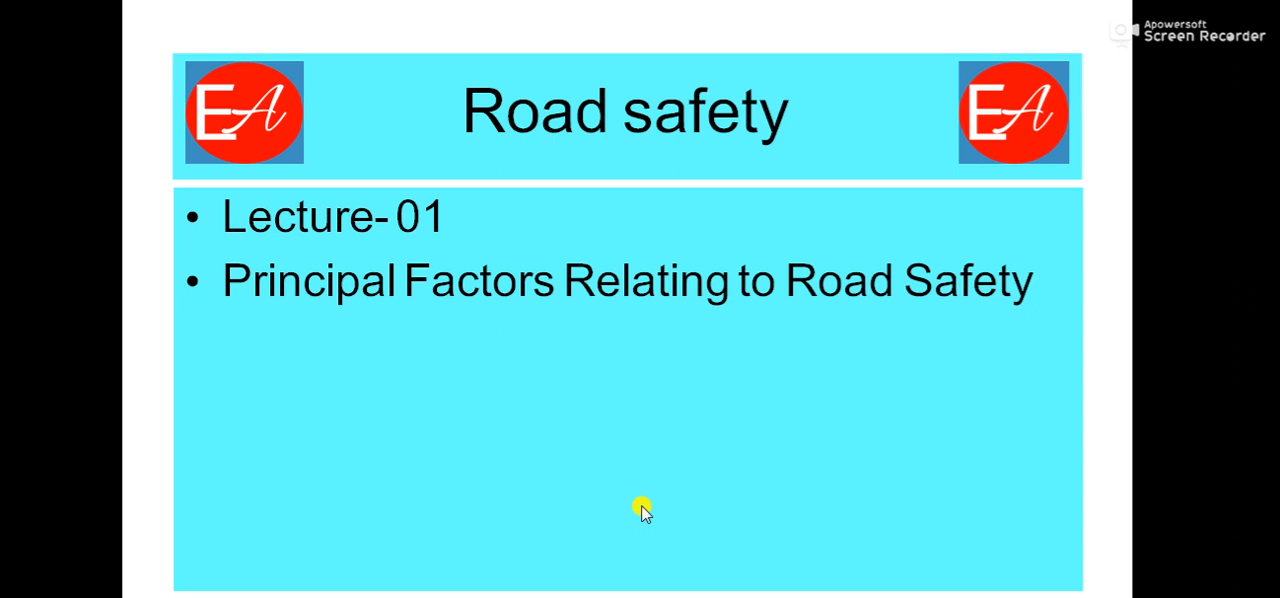 Apowersoft
Screen Recorder
EA
Road safety
EA
• Lecture- 01
• Principal Factors Relating to Road Safety